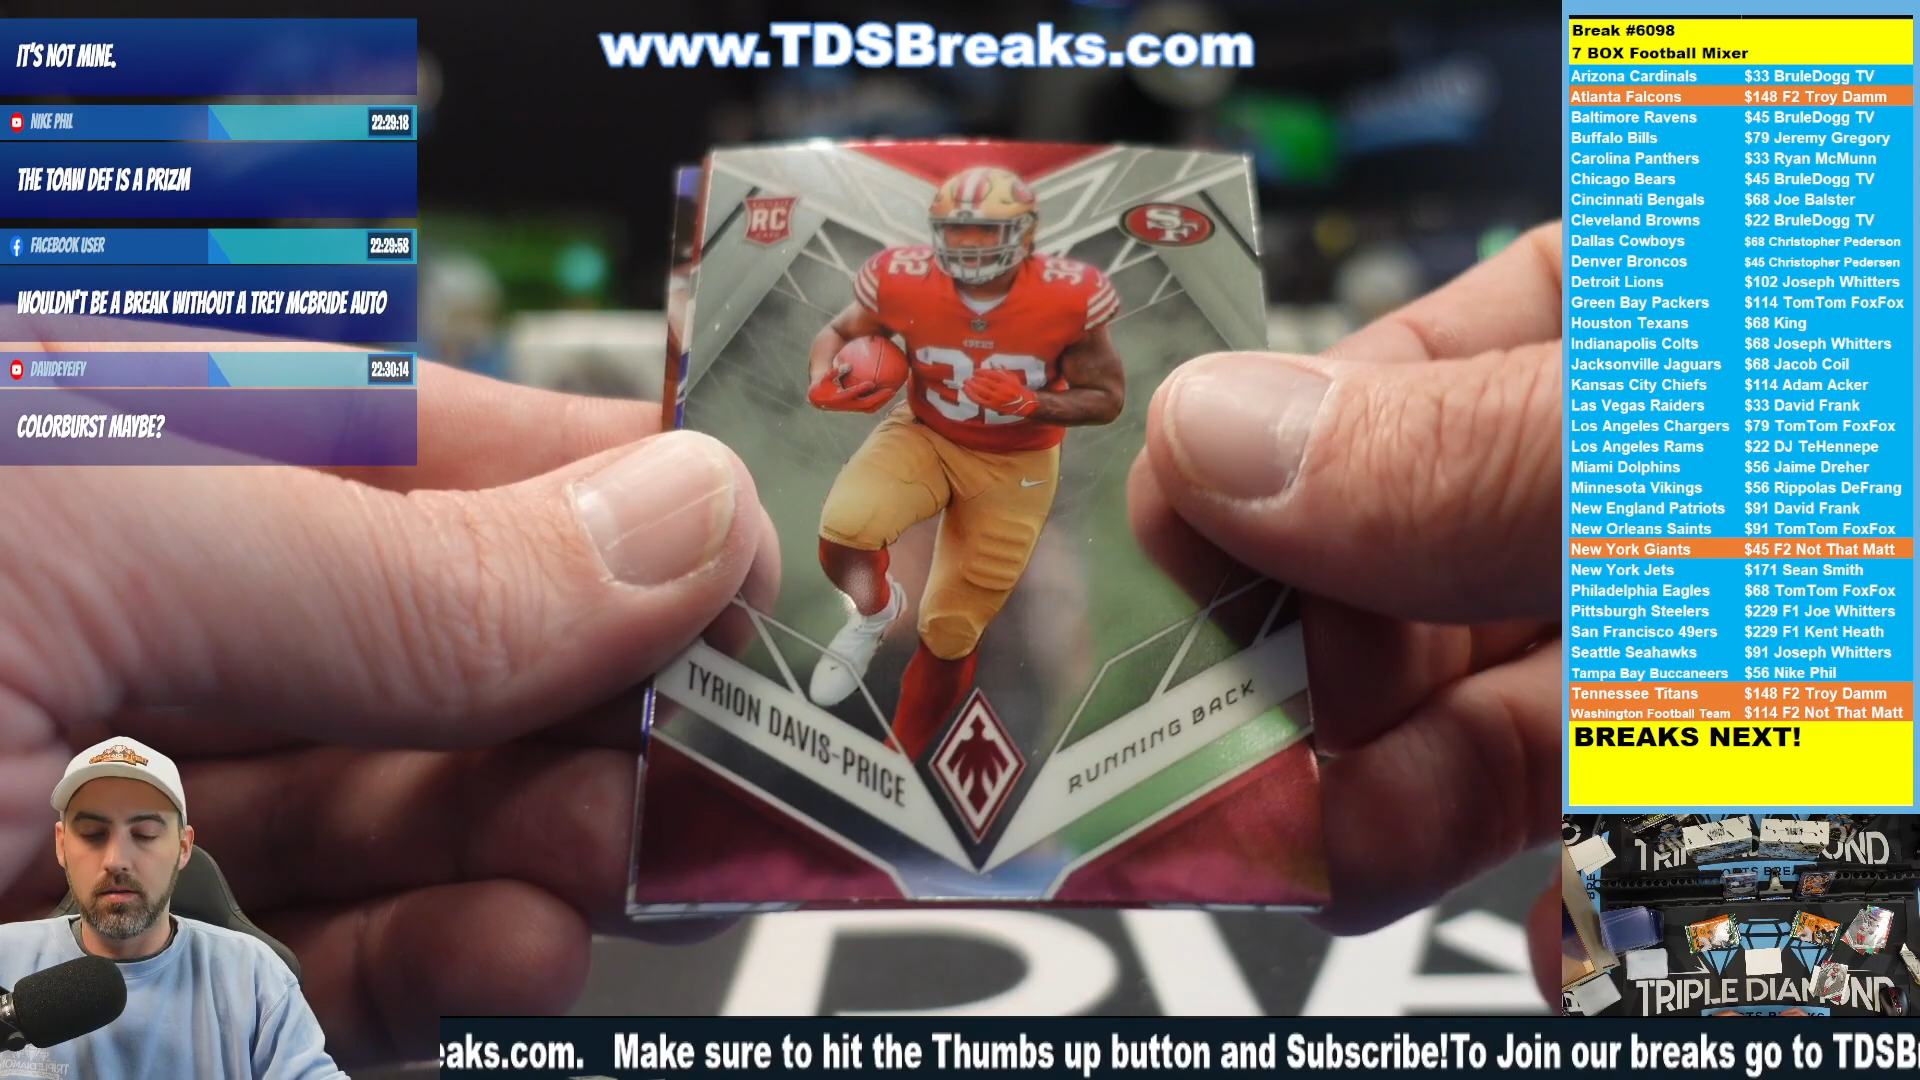 IT'S NOT MINE.
NIKE PHIL
22:29:18
THE TOAW DEF IS A PRIZM
FACEBOOK USER
22:29:58
WOULDN'T BE A BREAK WITHOUT A TREY MCBRIDE AUTO
DAVIDEYEIFY
22:30:14
COLORBURST MAYBE?
www.TDSBreaks.com
RC
SF
32
32
49ERS
32
TYRION DAVIS-PRICE
RUNNING BACK
Break #6098
7 BOX Football Mixer
Arizona Cardinals $33 BruleDogg TV
Atlanta Falcons $148 F2 Troy Damm
Baltimore Ravens $45 BruleDogg TV
Buffalo Bills $79 Jeremy Gregory
Carolina Panthers $33 Ryan McMunn
Chicago Bears $45 BruleDogg TV
Cincinnati Bengals $68 Joe Balster
Cleveland Browns $22 BruleDogg TV
Dallas Cowboys $68 Christopher Pederson
Denver Broncos $45 Christopher Pedersen
Detroit Lions $102 Joseph Whitters
Green Bay Packers $114 TomTom FoxFox
Houston Texans $68 King
Indianapolis Colts $68 Joseph Whitters
Jacksonville Jaguars $68 Jacob Coil
Kansas City Chiefs $114 Adam Acker
Las Vegas Raiders $33 David Frank
Los Angeles Chargers $79 TomTom FoxFox
Los Angeles Rams $22 DJ TeHennepe
Miami Dolphins $56 Jaime Dreher
Minnesota Vikings $56 Rippolas DeFrang
New England Patriots $91 David Frank
New Orleans Saints $91 TomTom FoxFox
New York Giants $45 F2 Not That Matt
New York Jets $171 Sean Smith
Philadelphia Eagles $68 TomTom FoxFox
Pittsburgh Steelers $229 F1 Joe Whitters
San Francisco 49ers $229 F1 Kent Heath
Seattle Seahawks $91 Joseph Whitters
Tampa Bay Buccaneers $56 Nike Phil
Tennessee Titans $148 F2 Troy Damm
Washington Football Team $114 F2 Not That Matt
BREAKS NEXT!
TRIPLE DIAMOND
eaks.com. Make sure to hit the Thumbs up button and Subscribe!To Join our breaks go to TDSB